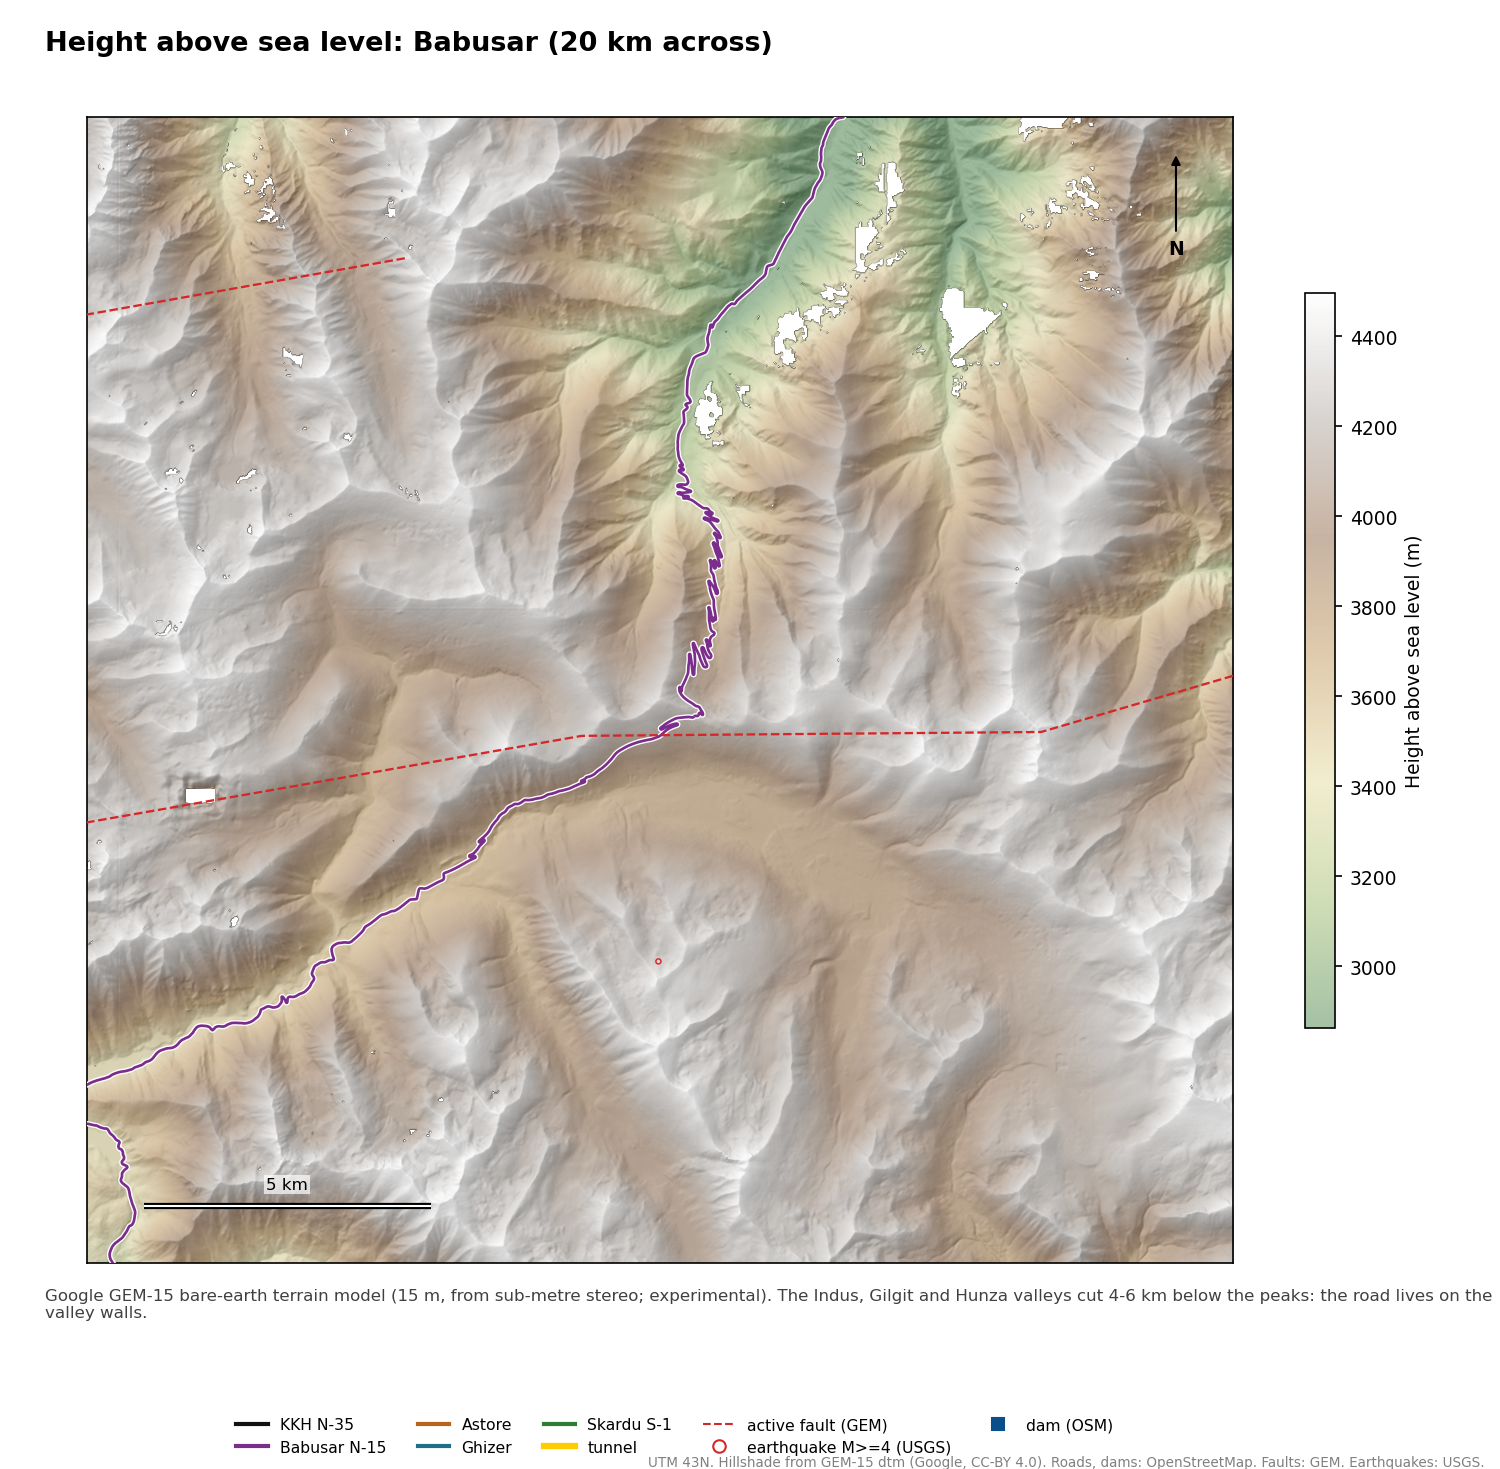 Height above sea level: Babusar (20 km across)
N
4400
4200
4000
3800
3600
3400
3200
3000
Height above sea level (m)
5 km
Google GEM-15 bare-earth terrain model (15 m, from sub-metre stereo; experimental). The Indus, Gilgit and Hunza valleys cut 4-6 km below the peaks: the road lives on the
valley walls.
KKH N-35
Babusar N-15
Astore
Ghizer
Skardu S-1
tunnel
active fault (GEM)
earthquake M>=4 (USGS)
dam (OSM)
UTM 43N. Hillshade from GEM-15 dtm (Google, CC-BY 4.0). Roads, dams: OpenStreetMap. Faults: GEM. Earthquakes: USGS.